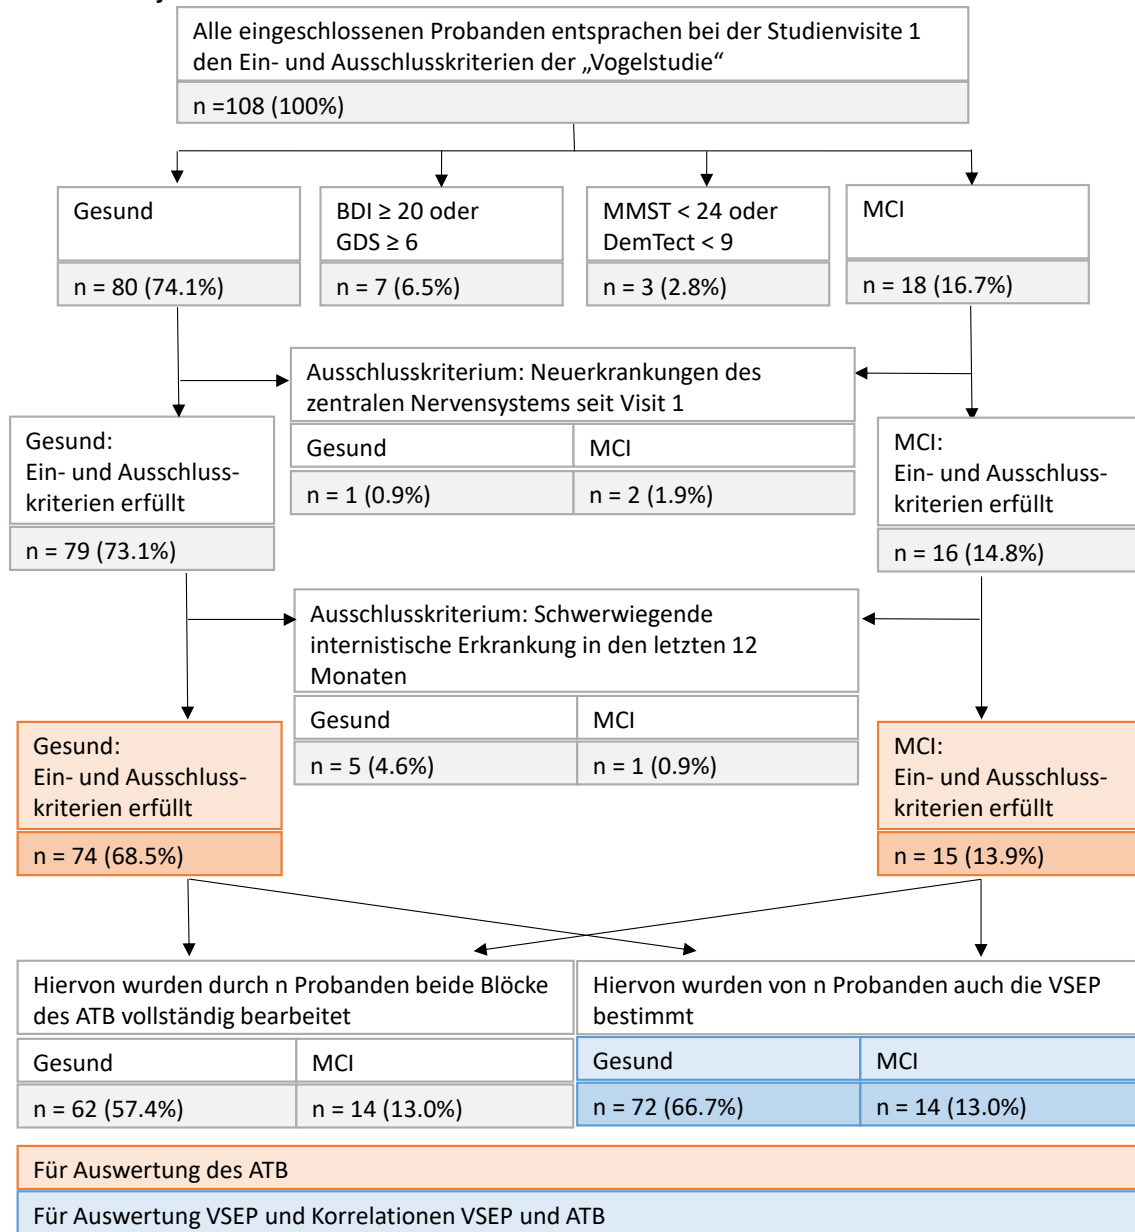 Alle eingeschlossenen Probanden entsprachen bei der Studienvisite 1
den Ein- und Ausschlusskriterien der „Vogelstudie“
n =108 (100%)
Gesund
n = 80 (74.1%)
BDI ≥ 20 oder
GDS ≥ 6
n = 7 (6.5%)
MMST < 24 oder
DemTect < 9
n = 3 (2.8%)
MCI
n = 18 (16.7%)
Ausschlusskriterium: Neuerkrankungen des
zentralen Nervensystems seit Visit 1
Gesund
MCI
n = 1 (0.9%)
n = 2 (1.9%)
Gesund:
Ein- und Ausschluss-
kriterien erfüllt
n = 79 (73.1%)
MCI:
Ein- und Ausschluss-
kriterien erfüllt
n = 16 (14.8%)
Ausschlusskriterium: Schwerwiegende
internistische Erkrankung in den letzten 12
Monaten
Gesund
MCI
n = 5 (4.6%)
n = 1 (0.9%)
Gesund:
Ein- und Ausschluss-
kriterien erfüllt
n = 74 (68.5%)
MCI:
Ein- und Ausschluss-
kriterien erfüllt
n = 15 (13.9%)
Hiervon wurden durch n Probanden beide Blöcke
des ATB vollständig bearbeitet
Gesund
MCI
n = 62 (57.4%)
n = 14 (13.0%)
Hiervon wurden von n Probanden auch die VSEP
bestimmt
Gesund
MCI
n = 72 (66.7%)
n = 14 (13.0%)
Für Auswertung des ATB
Für Auswertung VSEP und Korrelationen VSEP und ATB